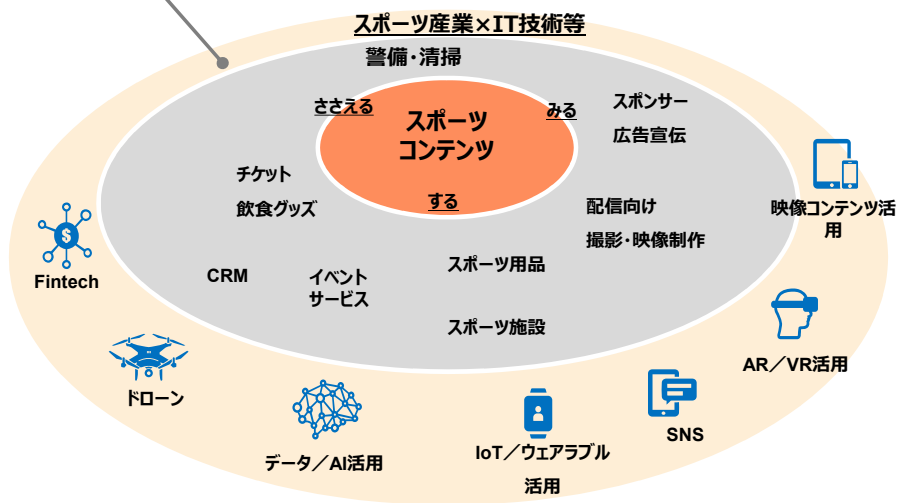 スポーツ産業×IT技術等
警備・清掃
ささえる
みる
スポーツ
コンテンツ
する
スポンサー
広告宣伝
チケット
飲食グッズ
配信向け
撮影・映像制作
CRM
イベント
サービス
スポーツ用品
スポーツ施設
映像コンテンツ活
用
Fintech
AR／VR活用
ドローン
SNS
データ／AI活用
IoT／ウェアラブル
活用